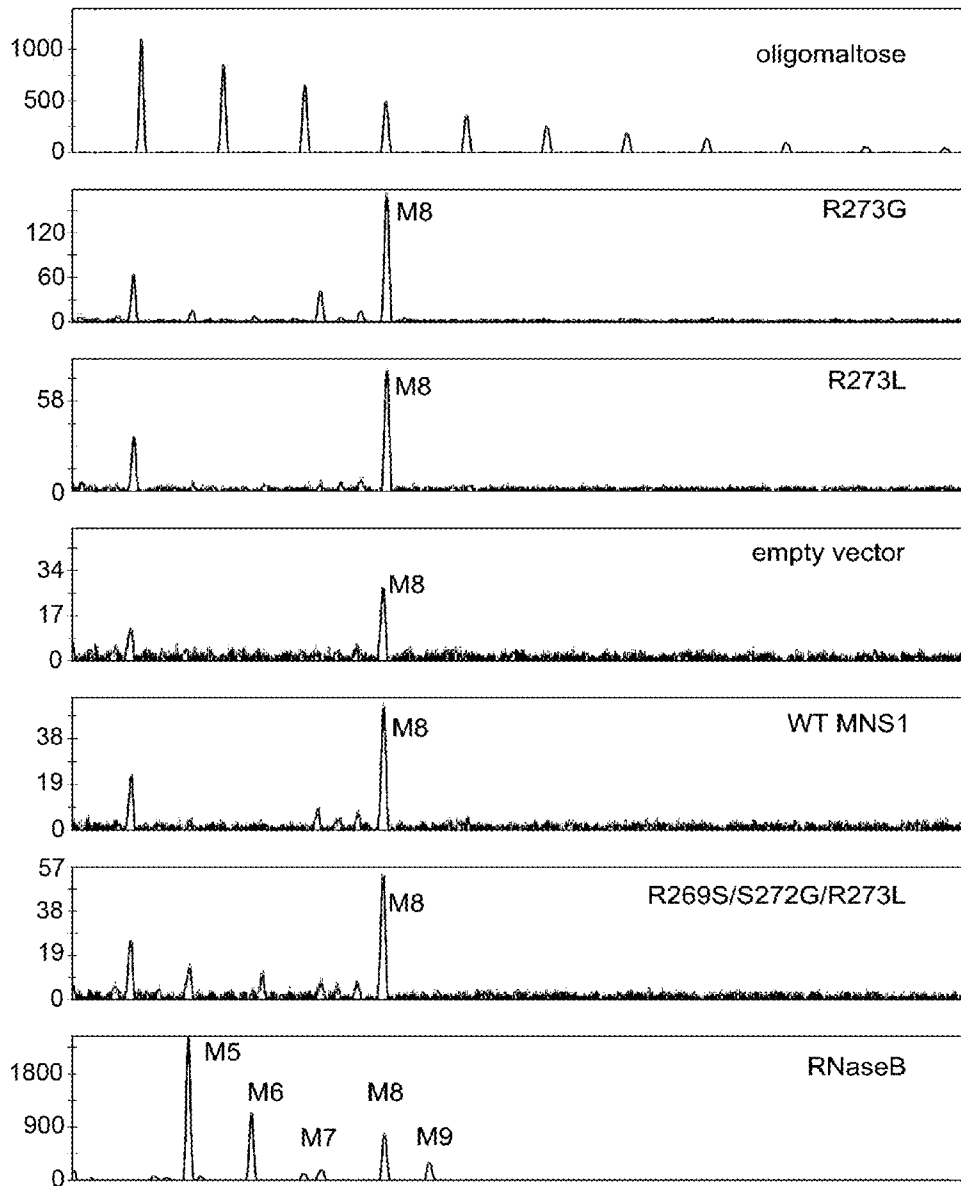 1000
500
0
oligomaltose
120
60
0
M8
R273G
58
0
M8
R273L
34
17
0
M8
empty vector
38
19
0
M8
WT MNS1
57
38
19
0
M8
R269S/S272G/R273L
1800
900
0
M5
M6
M7
M8
M9
RNaseB